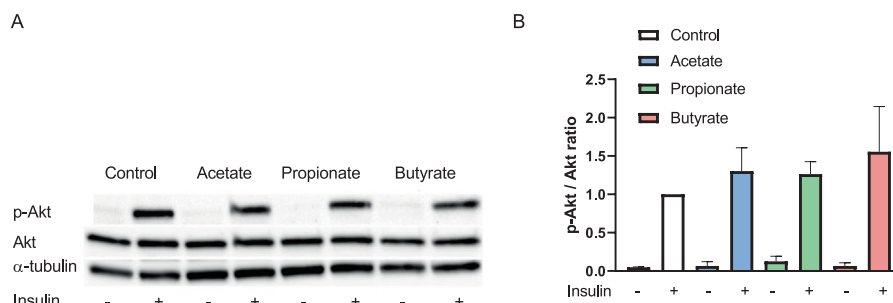 A
Control Acetate Propionate Butyrate
p-Akt
Akt
α-tubulin
Insulin - + - + - + - +
B
Control
Acetate
Propionate
Butyrate
p-Akt / Akt ratio
2.5
2.0
1.5
1.0
0.5
0.0
Insulin - + - + - + - +